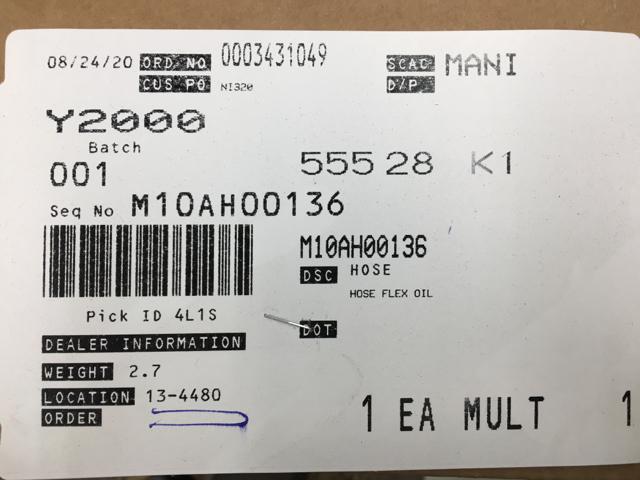 08/24/20 ORD NO 0003431049 SCAC MANI
CUS PO NI320 D/P
Y2000
Batch
001 555 28 K1
Seq No M10AH00136
M10AH00136
DSC HOSE
HOSE FLEX OIL
Pick ID 4L1S
DOT
DEALER INFORMATION
WEIGHT 2.7
LOCATION 13-4480
ORDER
1 EA MULT 1